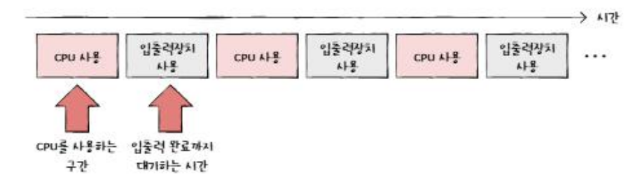 시간
CPU 사용
입출력장치
사용
CPU 사용
입출력장치
사용
CPU 사용
입출력장치
사용
...
CPU를 사용하는
구간
입출력 완료까지
대기하는 시간